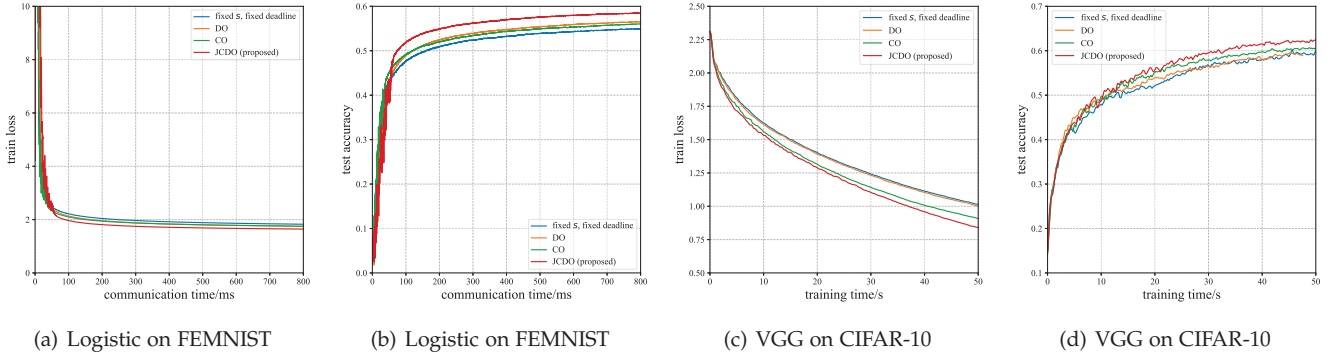 10
8
6
4
2
0
train loss
0
100
200
300
400
500
600
700
800
communication time/ms
fixed s, fixed deadline
DO
CO
JCDO (proposed)
(a) Logistic on FEMNIST
0.6
0.5
0.4
0.3
0.2
0.1
0.0
test accuracy
0
100
200
300
400
500
600
700
800
communication time/ms
fixed s, fixed deadline
DO
CO
JCDO (proposed)
(b) Logistic on FEMNIST
2.50
2.25
2.00
1.75
1.50
1.25
1.00
0.75
0.50
train loss
0
10
20
30
40
50
training time/s
fixed s, fixed deadline
DO
CO
JCDO (proposed)
(c) VGG on CIFAR-10
0.7
0.6
0.5
0.4
0.3
0.2
0.1
test accuracy
0
10
20
30
40
50
training time/s
fixed s, fixed deadline
DO
CO
JCDO (proposed)
(d) VGG on CIFAR-10